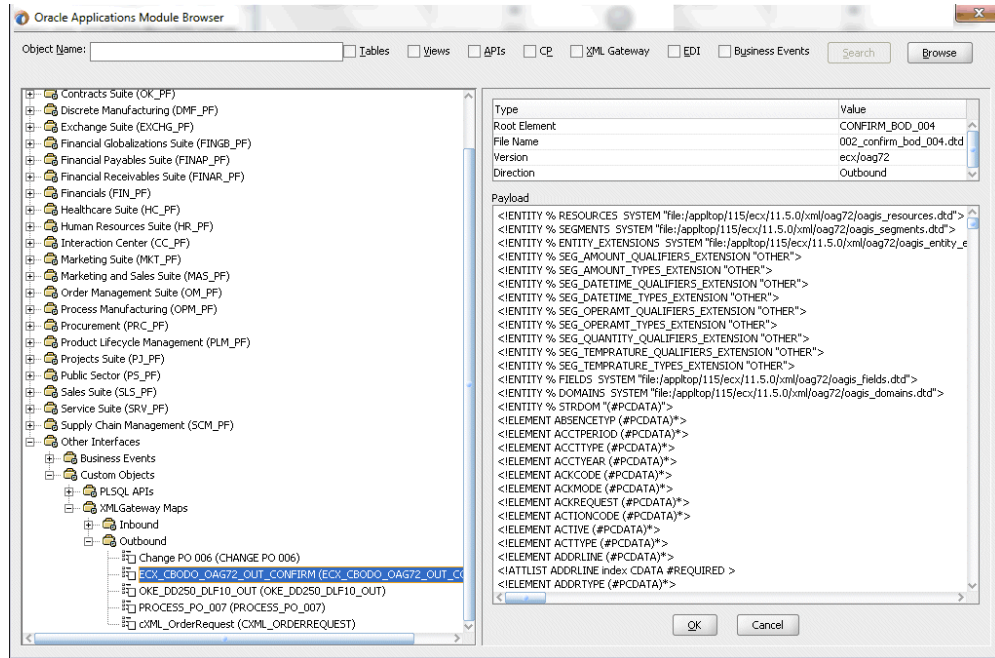 Oracle Applications Module Browser
Object Name: Tables Views APIs CP XML Gateway EDI Business Events Search Browse
Contracts Suite (OK_PF)
Discrete Manufacturing (DMF_PF)
Exchange Suite (EXCHG_PF)
Financial Globalizations Suite (FINGB_PF)
Financial Payables Suite (FINAP_PF)
Financial Receivables Suite (FINAR_PF)
Financials (FIN_PF)
Healthcare Suite (HC_PF)
Human Resources Suite (HR_PF)
Interaction Center (CC_PF)
Marketing Suite (MKT_PF)
Marketing and Sales Suite (MAS_PF)
Order Management Suite (OM_PF)
Process Manufacturing (OPM_PF)
Procurement (PRC_PF)
Product Lifecycle Management (PLM_PF)
Projects Suite (PJ_PF)
Public Sector (PS_PF)
Sales Suite (SLS_PF)
Service Suite (SRV_PF)
Supply Chain Management (SCM_PF)
Other Interfaces
Business Events
Custom Objects
PLSQL APIs
XMLGateway Maps
Inbound
Outbound
Change PO 006 (CHANGE PO 006)
ECX_CBODO_OAG72_OUT_CONFIRM (ECX_CBODO_OAG72_OUT_CO
OKE_DD250_DLF10_OUT (OKE_DD250_DLF10_OUT)
PROCESS_PO_007 (PROCESS_PO_007)
cXML_OrderRequest (CXML_ORDERREQUEST)
Type Value
Root Element CONFIRM_BOD_004
File Name 002_confirm_bod_004.dtd
Version ecx/oag72
Direction Outbound
Payload
<!ENTITY % RESOURCES SYSTEM "file:/appltop/115/ecx/11.5.0/xml/oag72/oagis_resources.dtd">
<!ENTITY % SEGMENTS SYSTEM "file:/appltop/115/ecx/11.5.0/xml/oag72/oagis_segments.dtd">
<!ENTITY % ENTITY_EXTENSIONS SYSTEM "file:/appltop/115/ecx/11.5.0/xml/oag72/oagis_entity_e
<!ENTITY % SEG_AMOUNT_QUALIFIERS_EXTENSION "OTHER">
<!ENTITY % SEG_AMOUNT_TYPES_EXTENSION "OTHER">
<!ENTITY % SEG_DATETIME_QUALIFIERS_EXTENSION "OTHER">
<!ENTITY % SEG_DATETIME_TYPES_EXTENSION "OTHER">
<!ENTITY % SEG_OPERAMT_QUALIFIERS_EXTENSION "OTHER">
<!ENTITY % SEG_OPERAMT_TYPES_EXTENSION "OTHER">
<!ENTITY % SEG_QUANTITY_QUALIFIERS_EXTENSION "OTHER">
<!ENTITY % SEG_TEMPRATURE_QUALIFIERS_EXTENSION "OTHER">
<!ENTITY % SEG_TEMPRATURE_TYPES_EXTENSION "OTHER">
<!ENTITY % FIELDS SYSTEM "file:/appltop/115/ecx/11.5.0/xml/oag72/oagis_fields.dtd">
<!ENTITY % DOMAINS SYSTEM "file:/appltop/115/ecx/11.5.0/xml/oag72/oagis_domains.dtd">
<!ENTITY % STRDOM "(#PCDATA)">
<!ELEMENT ABSENCETYP (#PCDATA)*>
<!ELEMENT ACCTPERIOD (#PCDATA)*>
<!ELEMENT ACCTTYPE (#PCDATA)*>
<!ELEMENT ACCTYEAR (#PCDATA)*>
<!ELEMENT ACKCODE (#PCDATA)*>
<!ELEMENT ACKMODE (#PCDATA)*>
<!ELEMENT ACKREQUEST (#PCDATA)*>
<!ELEMENT ACTIONCODE (#PCDATA)*>
<!ELEMENT ACTIVE (#PCDATA)*>
<!ELEMENT ACTTYPE (#PCDATA)*>
<!ELEMENT ADDRLINE (#PCDATA)*>
<!ATTLIST ADDRLINE index CDATA #REQUIRED >
<!ELEMENT ADDRTYPE (#PCDATA)*>
OK Cancel